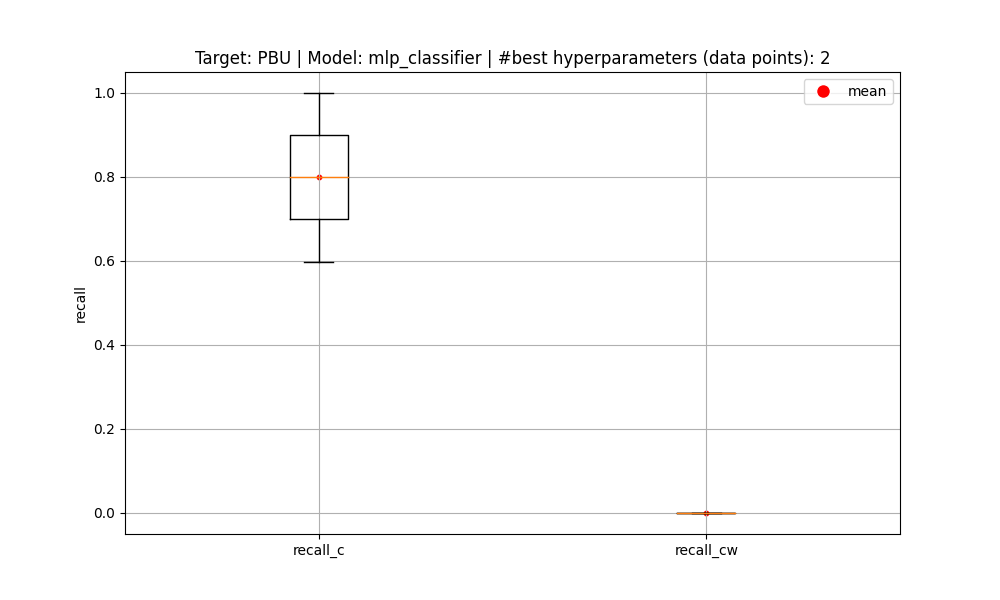 Target: PBU | Model: mlp_classifier | #best hyperparameters (data points): 2
mean
1.0
0.8
0.6
0.4
0.2
0.0
recall
recall_c
recall_cw